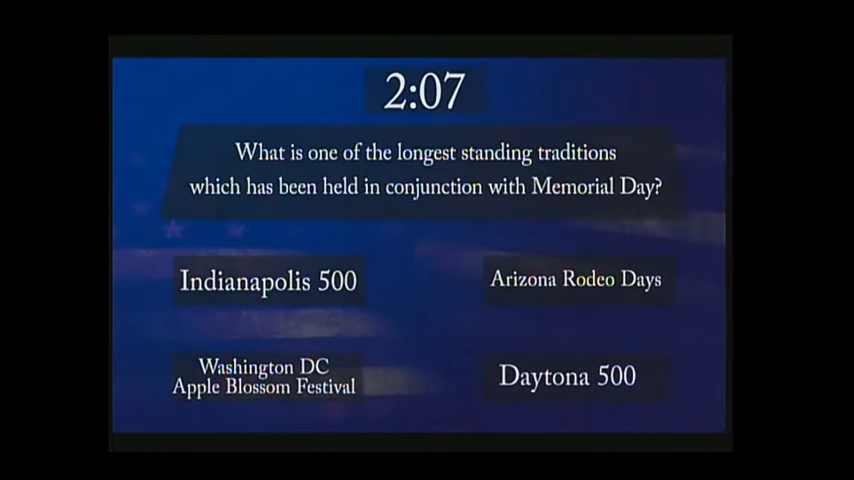 2:07
What is one of the longest standing traditions
which has been held in conjunction with Memorial Day?
Indianapolis 500
Arizona Rodeo Days
Washington DC
Apple Blossom Festival
Daytona 500